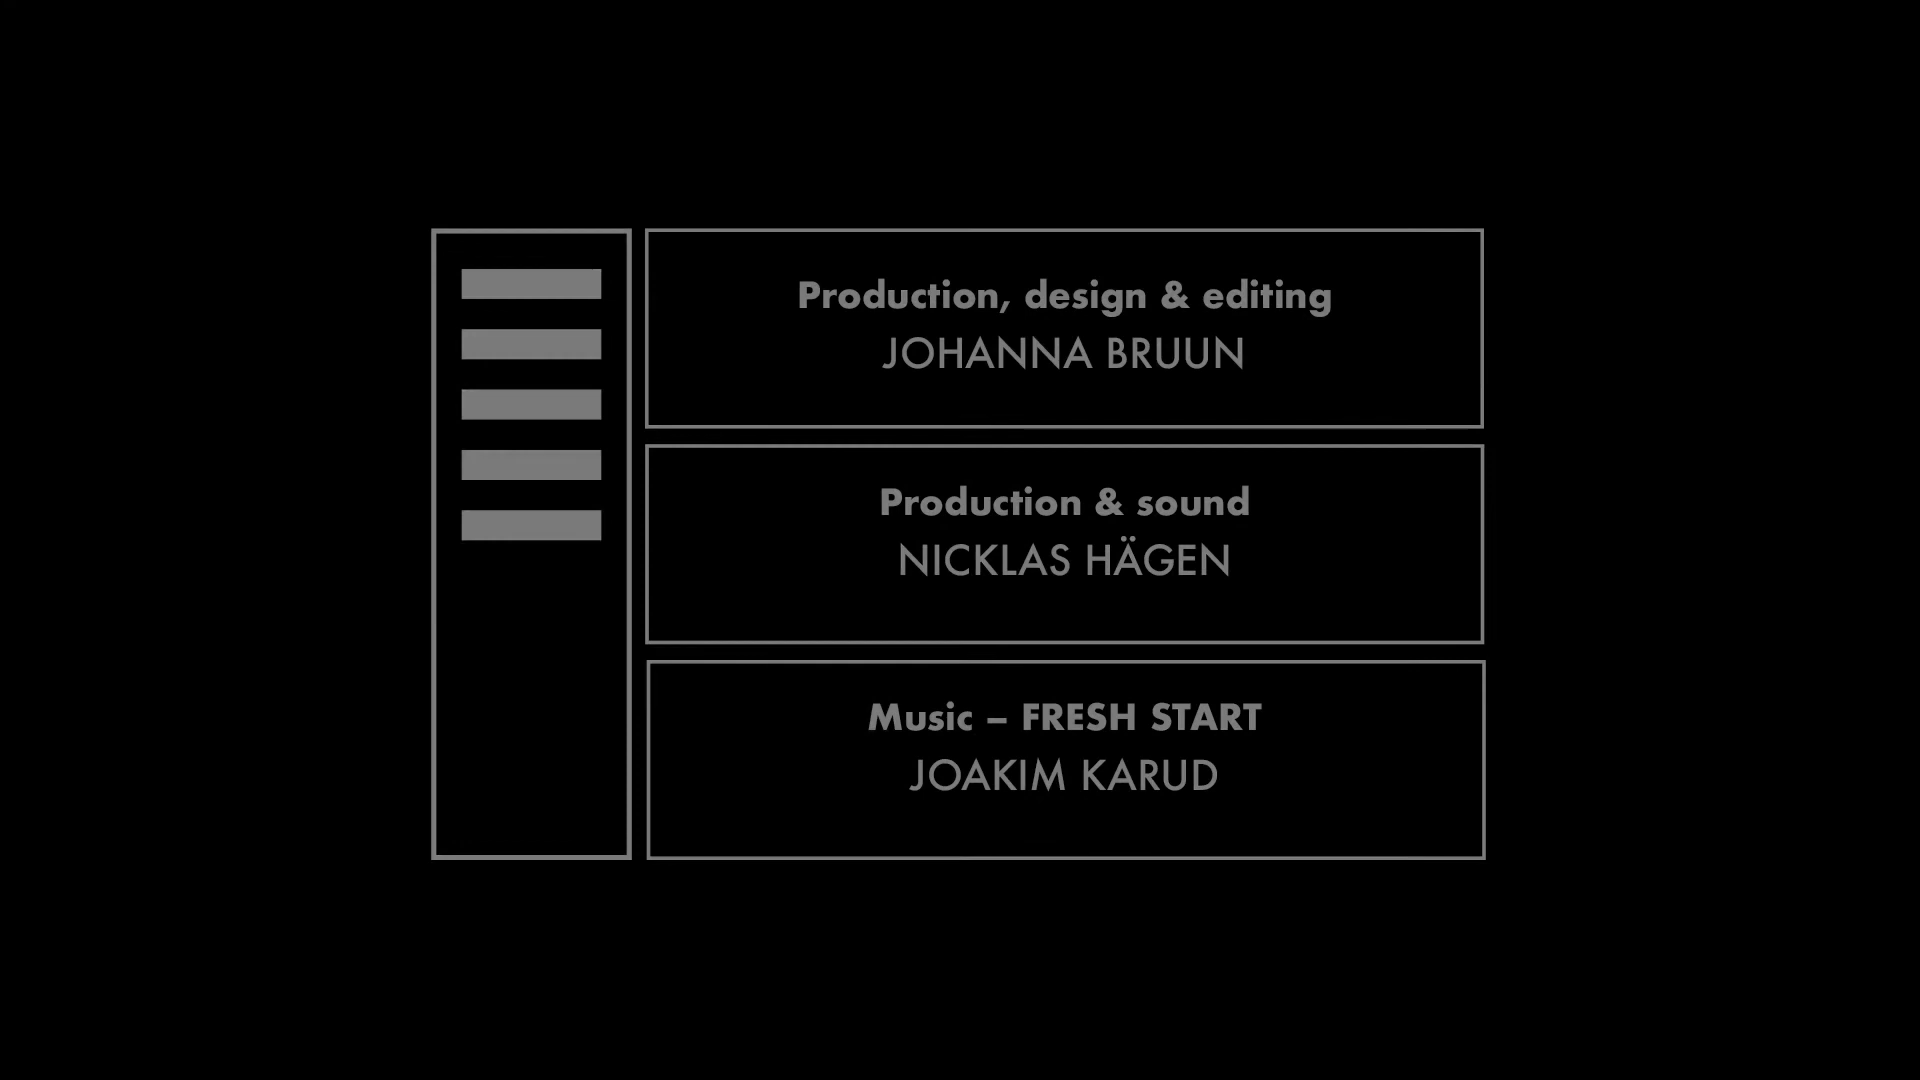 Production, design & editing
JOHANNA BRUUN
Production & sound
NICKLAS HÄGEN
Music – FRESH START
JOAKIM KARUD